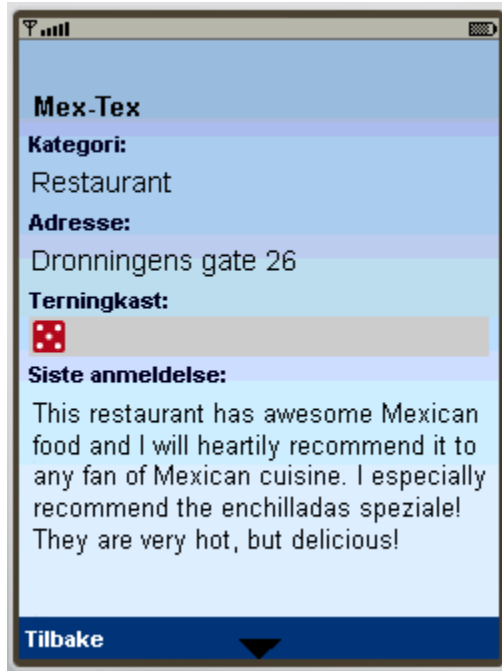 Mex-Tex
Kategori:
Restaurant
Adresse:
Dronningens gate 26
Terningkast:
Siste anmeldelse:
This restaurant has awesome Mexican
food and I will heartily recommend it to
any fan of Mexican cuisine. I especially
recommend the enchilladas speziale!
They are very hot, but delicious!
Tilbake